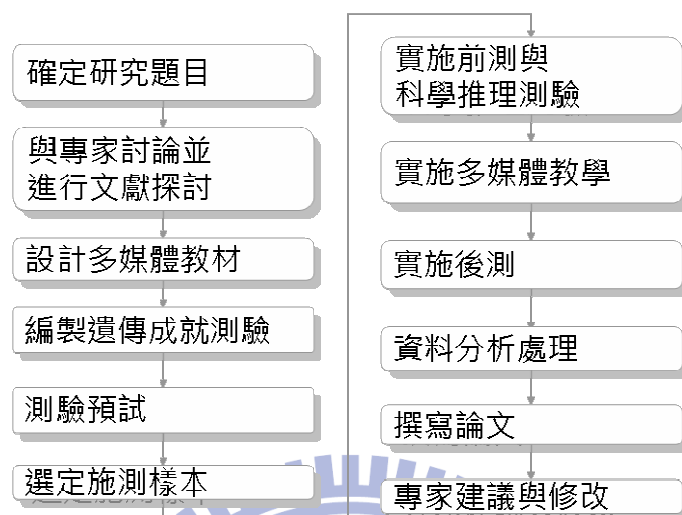 確定研究題目
與專家討論並
進行文獻探討
設計多媒體教材
編製遺傳成就測驗
測驗預試
選定施測樣本
實施前測與
科學推理測驗
實施多媒體教學
實施後測
資料分析處理
撰寫論文
專家建議與修改